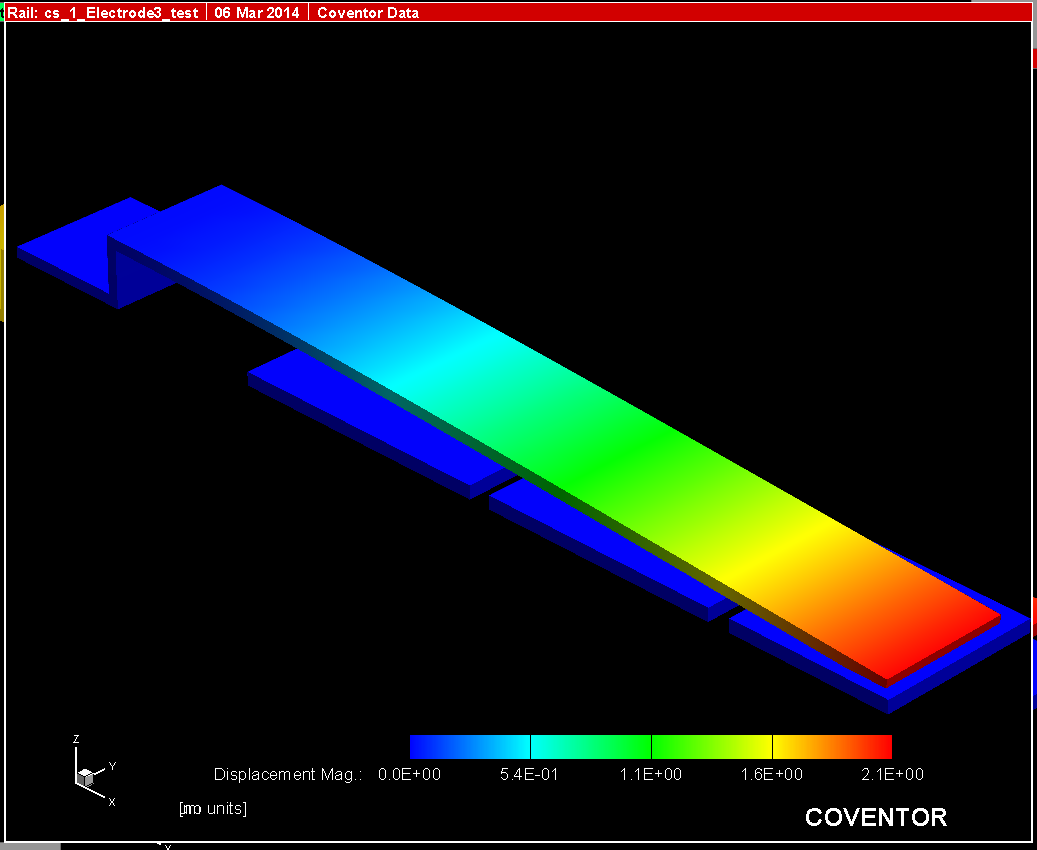 Rail: cs_1_Electrode3_test | 06 Mar 2014 | Coventor Data
Z
Y
X
Displacement Mag.: 0.0E+00 5.4E-01 1.1E+00 1.6E+00 2.1E+00
units]
COVENTOR
X